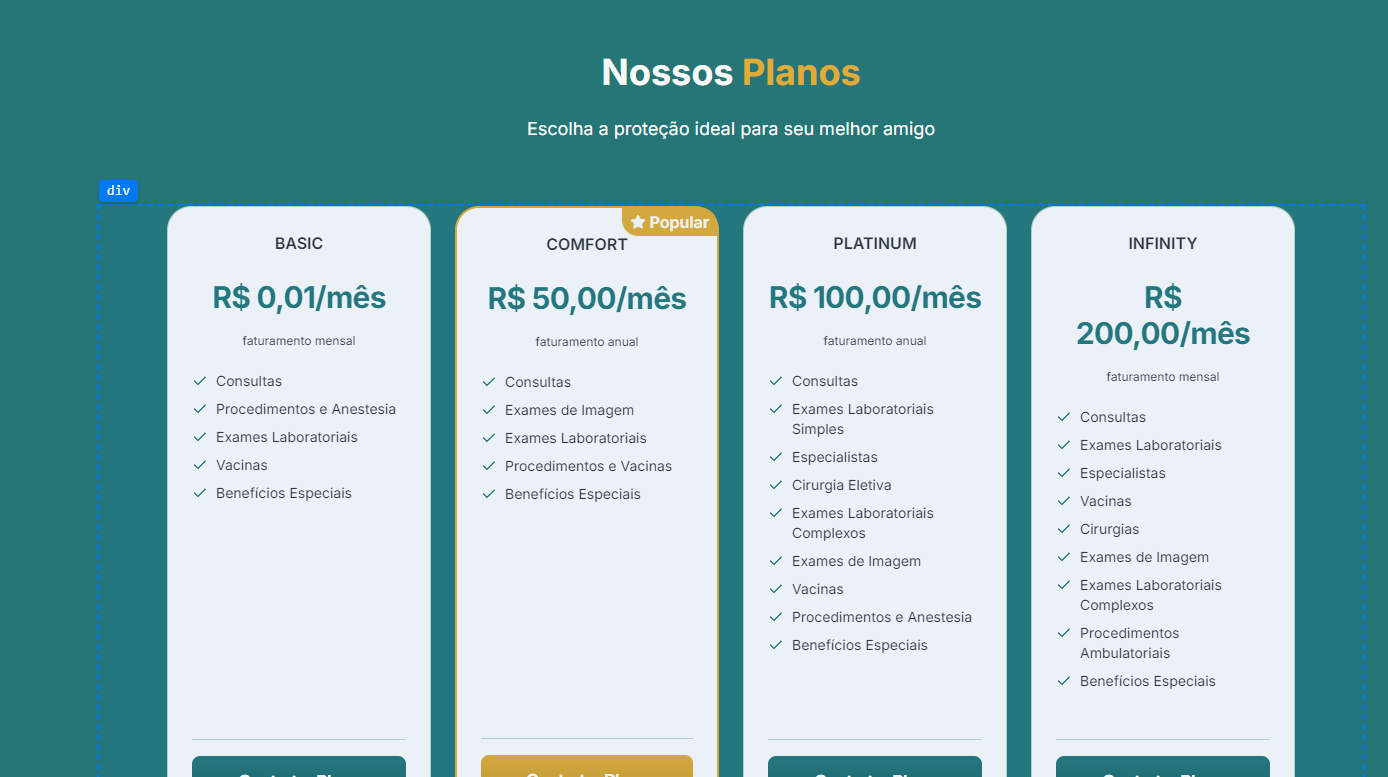 Nossos Planos
Escolha a proteção ideal para seu melhor amigo
div
BASIC
R$ 0,01/mês
faturamento mensal
Consultas
Procedimentos e Anestesia
Exames Laboratoriais
Vacinas
Benefícios Especiais
Popular
COMFORT
R$ 50,00/mês
faturamento anual
Consultas
Exames de Imagem
Exames Laboratoriais
Procedimentos e Vacinas
Benefícios Especiais
PLATINUM
R$ 100,00/mês
faturamento anual
Consultas
Exames Laboratoriais
Simples
Especialistas
Cirurgia Eletiva
Exames Laboratoriais
Complexos
Exames de Imagem
Vacinas
Procedimentos e Anestesia
Benefícios Especiais
INFINITY
R$
200,00/mês
faturamento mensal
Consultas
Exames Laboratoriais
Especialistas
Vacinas
Cirurgias
Exames de Imagem
Exames Laboratoriais
Complexos
Procedimentos
Ambulatoriais
Benefícios Especiais